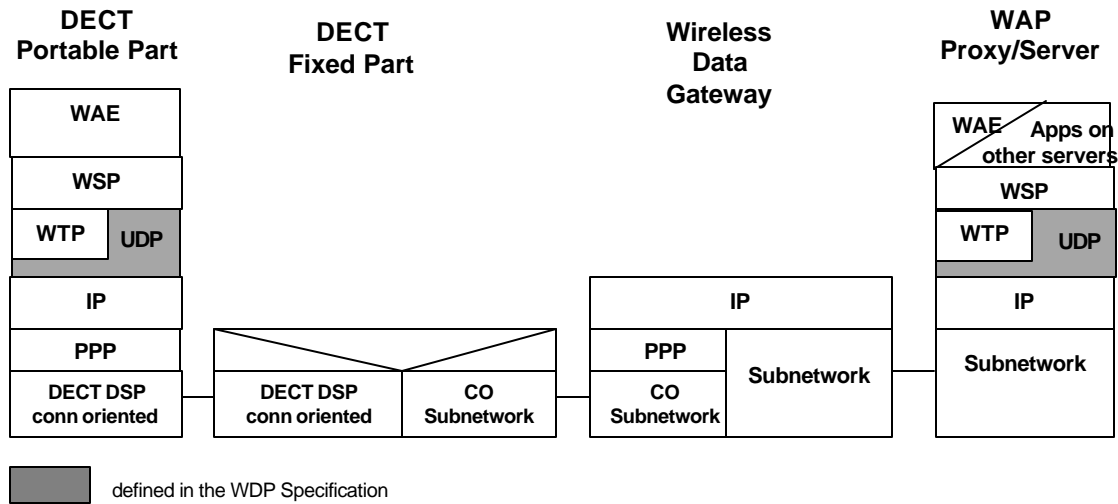 DECT
Portable Part
DECT
Fixed Part
Wireless
Data
Gateway
WAP
Proxy/Server
WAE
WSP
WTP
UDP
IP
PPP
DECT DSP
conn oriented
DECT DSP
conn oriented
CO
Subnetwork
IP
PPP
CO
Subnetwork
Subnetwork
WAE
Apps on
other servers
WSP
WTP
UDP
IP
Subnetwork
defined in the WDP Specification